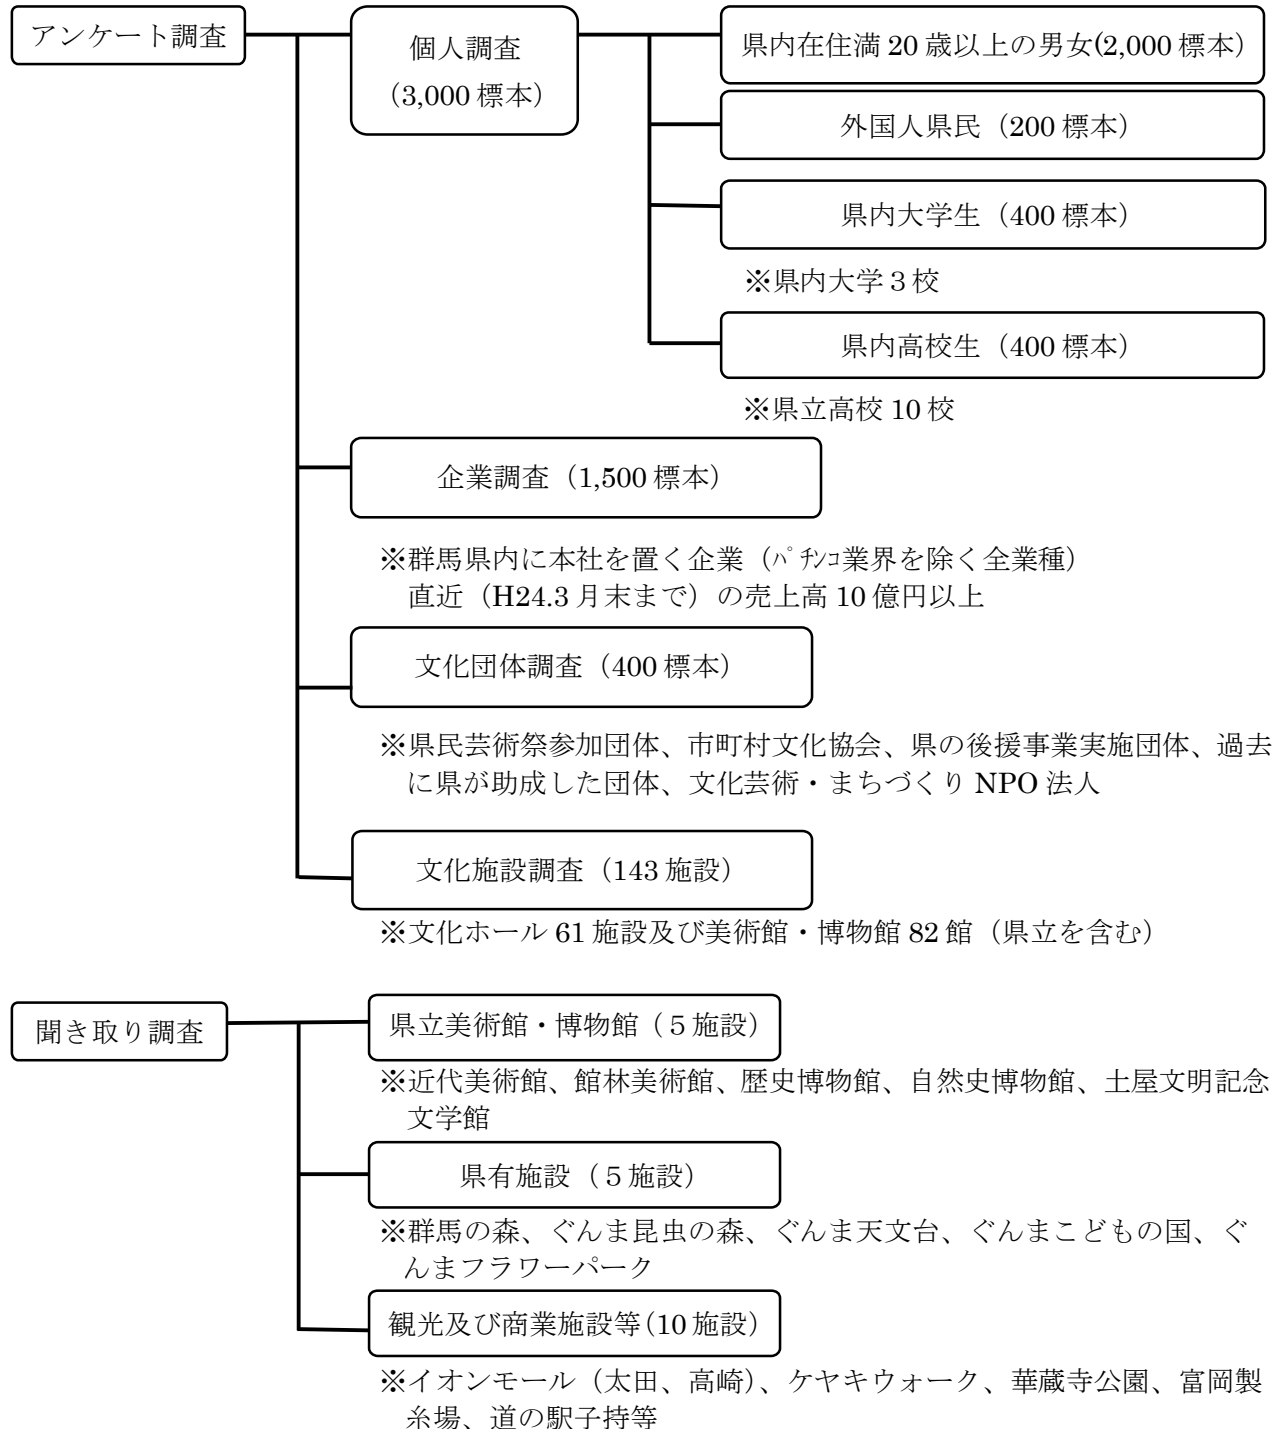 アンケート調査
個人調査
（3,000 標本）
県内在住満 20 歳以上の男女(2,000 標本）
外国人県民（200 標本）
県内大学生（400 標本）
※県内大学３校
県内高校生（400 標本）
※県立高校 10 校
企業調査（1,500 標本）
※群馬県内に本社を置く企業（ﾊﾟﾁﾝｺ業界を除く全業種）
直近（H24.3 月末まで）の売上高 10 億円以上
文化団体調査（400 標本）
※県民芸術祭参加団体、市町村文化協会、県の後援事業実施団体、過去
に県が助成した団体、文化芸術・まちづくり NPO 法人
文化施設調査（143 施設）
※文化ホール 61 施設及び美術館・博物館 82 館（県立を含む）
聞き取り調査
県立美術館・博物館（５施設）
※近代美術館、館林美術館、歴史博物館、自然史博物館、土屋文明記念
文学館
県有施設（５施設）
※群馬の森、ぐんま昆虫の森、ぐんま天文台、ぐんまこどもの国、ぐ
んまフラワーパーク
観光及び商業施設等(10 施設）
※イオンモール（太田、高崎）、ケヤキウォーク、華蔵寺公園、富岡製
糸場、道の駅子持等